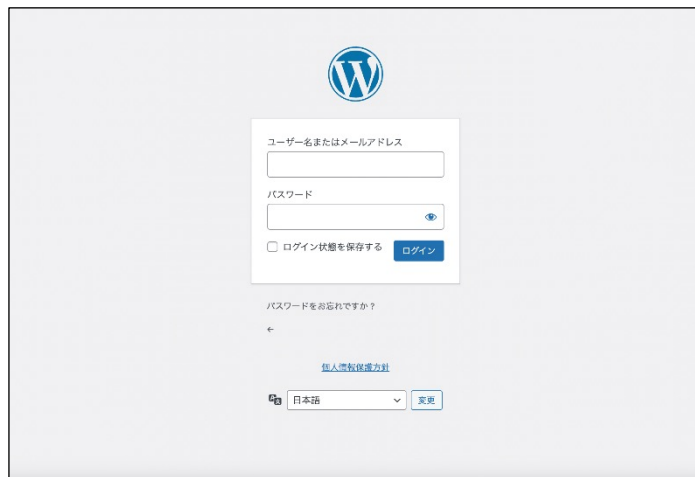 ユーザー名またはメールアドレス
パスワード
ログイン状態を保存する
ログイン
パスワードをお忘れですか？
←
個人情報保護方針
日本語
変更